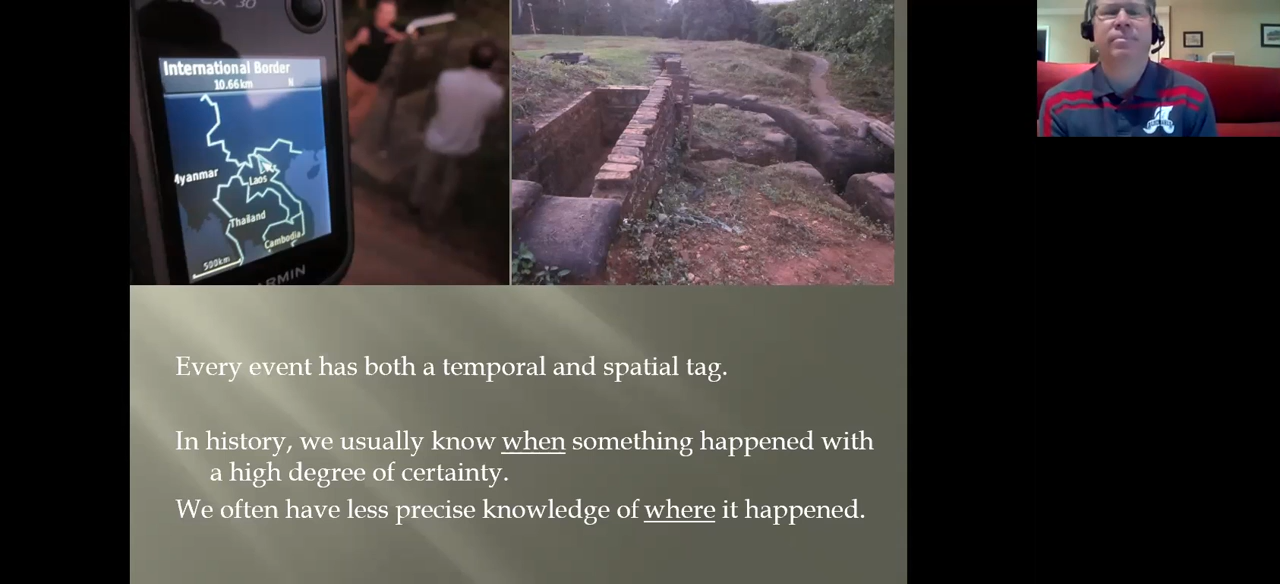 30
International Border
10.66km
N
Myanmar
Laos
Thailand
Cambodia
500km
GARMIN
Every event has both a temporal and spatial tag.
In history, we usually know when something happened with
a high degree of certainty.
We often have less precise knowledge of where it happened.